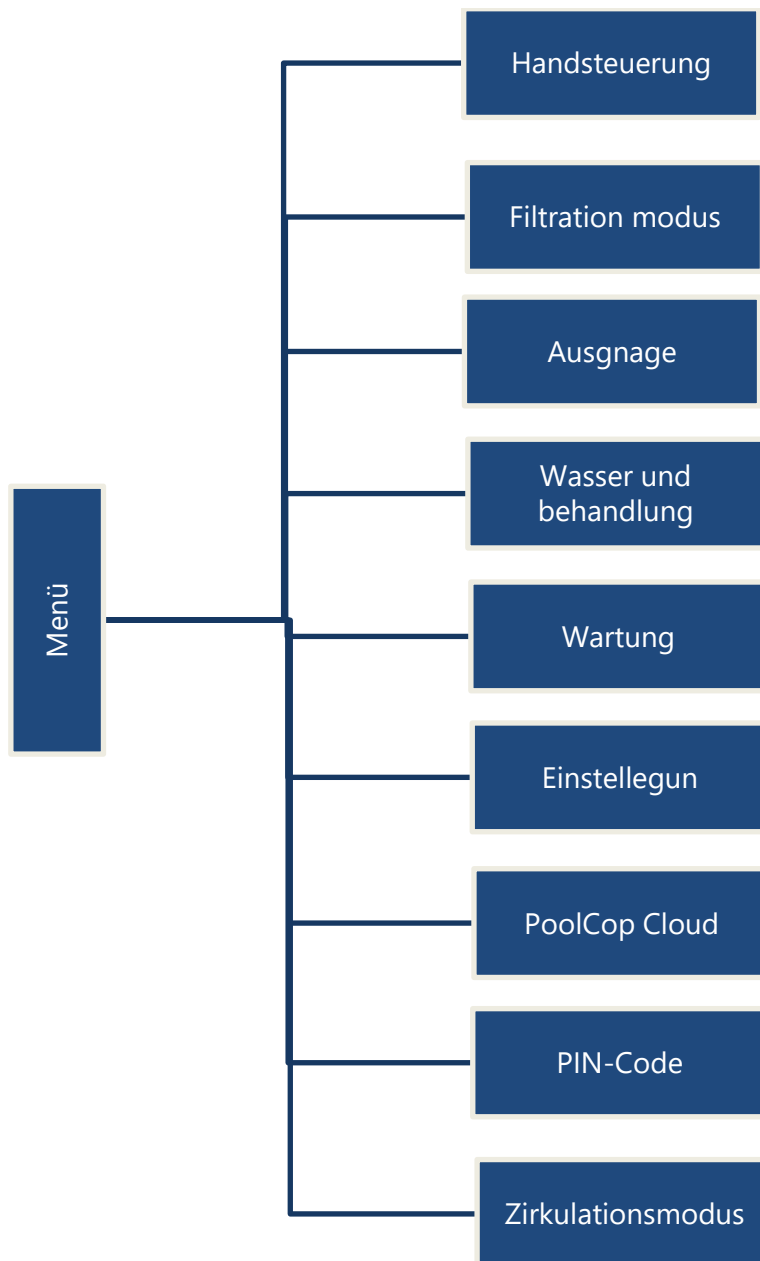 Handsteuerung
Filtration modus
Ausgnage
Wasser und
behandlung
Menü
Wartung
Einstellegun
PoolCop Cloud
PIN-Code
Zirkulationsmodus